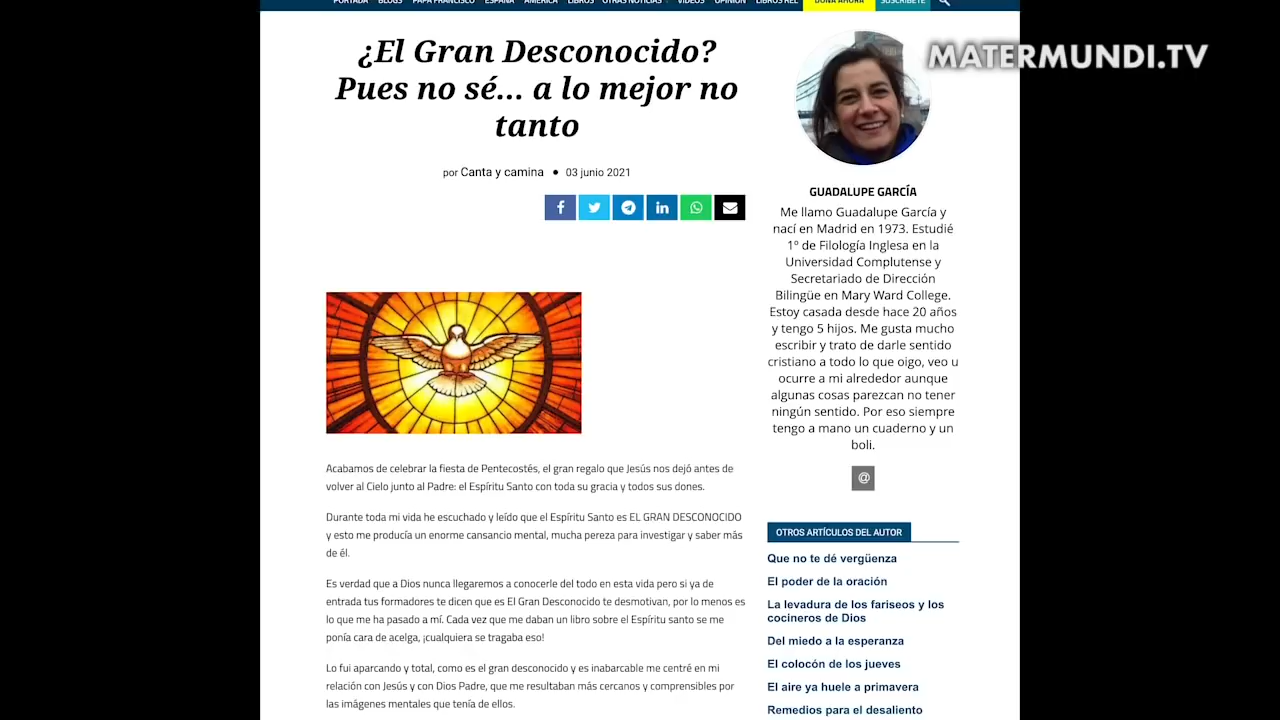 PORTADA BLOGS PAPA FRANCISCO ESPAÑA AMÉRICA LIBROS OTRAS NOTICIAS VÍDEOS OPINIÓN LIBROS REL DONA AHORA SUSCRÍBETE
MATERMUNDI.TV
¿El Gran Desconocido?
Pues no sé... a lo mejor no
tanto
por Canta y camina • 03 junio 2021
Acabamos de celebrar la fiesta de Pentecostés, el gran regalo que Jesús nos dejó antes de
volver al Cielo junto al Padre: el Espíritu Santo con toda su gracia y todos sus dones.
Durante toda mi vida he escuchado y leído que el Espíritu Santo es EL GRAN DESCONOCIDO
y esto me producía un enorme cansancio mental, mucha pereza para investigar y saber más
de él.
Es verdad que a Dios nunca llegaremos a conocerle del todo en esta vida pero si ya de
entrada tus formadores te dicen que es El Gran Desconocido te desmotivan, por lo menos es
lo que me ha pasado a mí. Cada vez que me daban un libro sobre el Espíritu santo se me
ponía cara de acelga, ¡cualquiera se tragaba eso!
Lo fui aparcando y total, como es el gran desconocido y es inabarcable me centré en mi
relación con Jesús y con Dios Padre, que me resultaban más cercanos y comprensibles por
las imágenes mentales que tenía de ellos.
GUADALUPE GARCÍA
Me llamo Guadalupe García y
nací en Madrid en 1973. Estudié
1º de Filología Inglesa en la
Universidad Complutense y
Secretariado de Dirección
Bilingüe en Mary Ward College.
Estoy casada desde hace 20 años
y tengo 5 hijos. Me gusta mucho
escribir y trato de darle sentido
cristiano a todo lo que oigo, veo u
ocurre a mi alrededor aunque
algunas cosas parezcan no tener
ningún sentido. Por eso siempre
tengo a mano un cuaderno y un
boli.
@
OTROS ARTÍCULOS DEL AUTOR
Que no te dé vergüenza
El poder de la oración
La levadura de los fariseos y los
cocineros de Dios
Del miedo a la esperanza
El colocón de los jueves
El aire ya huele a primavera
Remedios para el desaliento